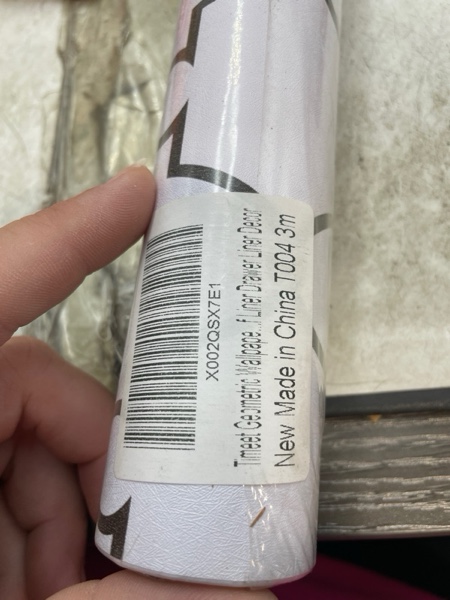 X002QSX7E1
Timeet Geometric Wallpape...f Liner Drawer Liner Decor
New Made in China T004 3m